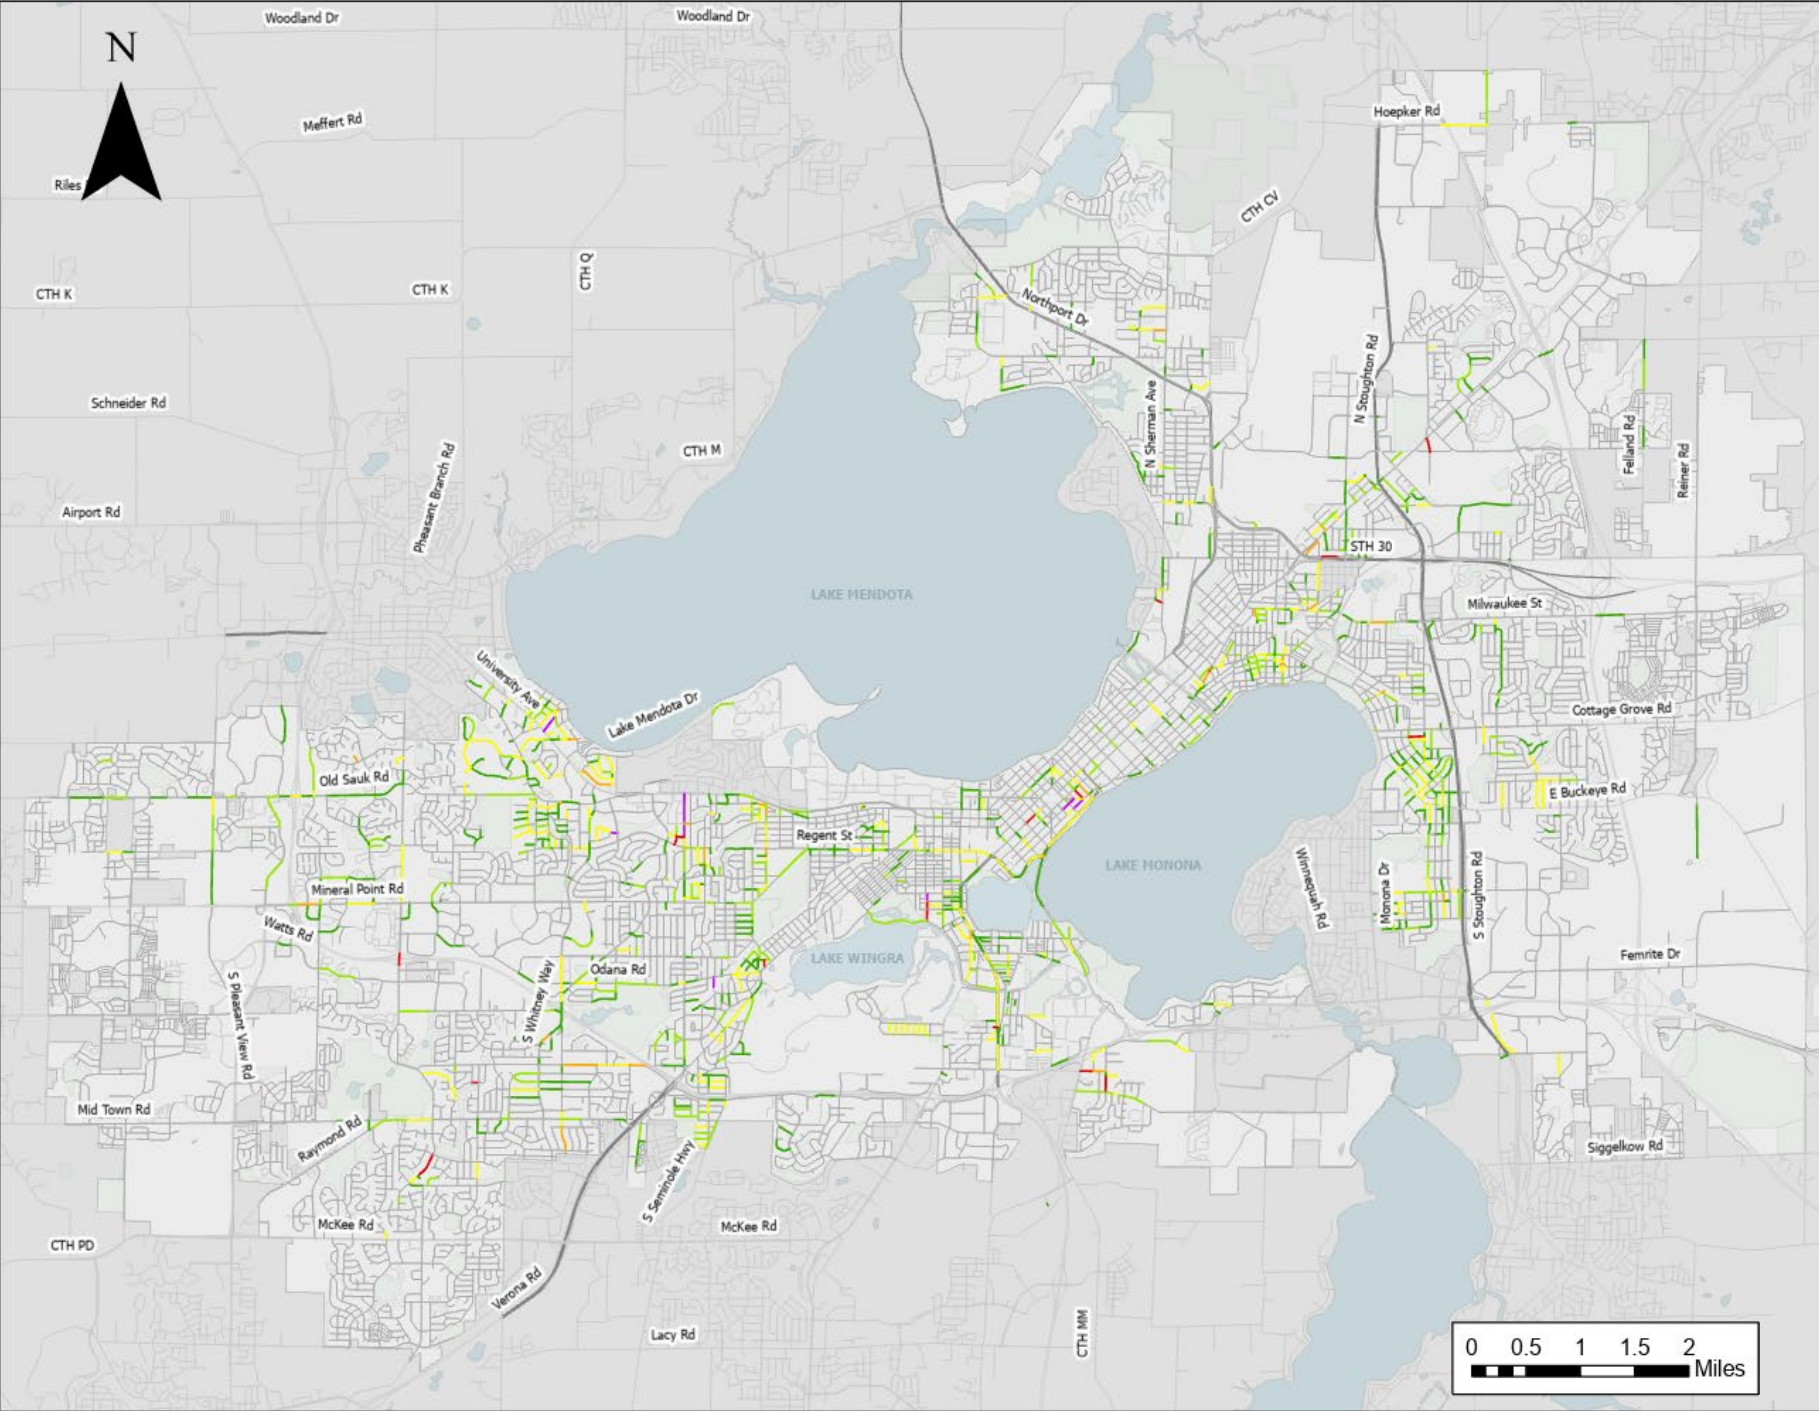 Woodland Dr
Woodland Dr
N
Hoepker Rd
Meffert Rd
Riles
CTH CV
CTH Q
CTH K
CTH K
Northport Dr
N Stoughton Rd
Schneider Rd
N Sherman Ave
Pheasant Branch Rd
CTH M
Felland Rd
Reiner Rd
Airport Rd
STH 30
LAKE MENDOTA
Milwaukee St
University Ave
Lake Mendota Dr
Cottage Grove Rd
Old Sauk Rd
E Buckeye Rd
Regent St
LAKE MONONA
Winnequah Rd
Monona Dr
S Stoughton Rd
Mineral Point Rd
Watts Rd
LAKE WINGRA
Odana Rd
Femrite Dr
S Whitney Way
S Pleasant View Rd
Mid Town Rd
Raymond Rd
Siggelkow Rd
S Seminole Hwy
McKee Rd
McKee Rd
CTH PD
Verona Rd
Lacy Rd
CTH MM
0 0.5 1 1.5 2
Miles